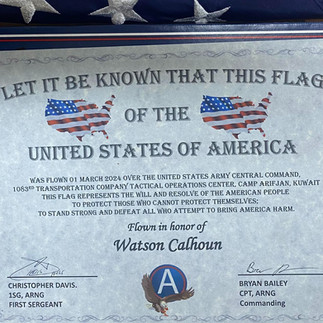 LET IT BE KNOWN THAT THIS FLAG
OF THE
UNITED STATES OF AMERICA
WAS FLOWN 01 MARCH 2024 OVER THE UNITED STATES ARMY CENTRAL COMMAND,
1083RD TRANSPORTATION COMPANY TACTICAL OPERATIONS CENTER, CAMP ARIFJAN, KUWAIT
THIS FLAG REPRESENTS THE WILL AND RESOLVE OF THE AMERICAN PEOPLE
TO PROTECT THOSE WHO CANNOT PROTECT THEMSELVES;
TO STAND STRONG AND DEFEAT ALL WHO ATTEMPT TO BRING AMERICA HARM.
Flown in honor of
Watson Calhoun
A
CHRISTOPHER DAVIS.
1SG, ARNG
FIRST SERGEANT
BRYAN BAILEY
CPT, ARNG
Commanding